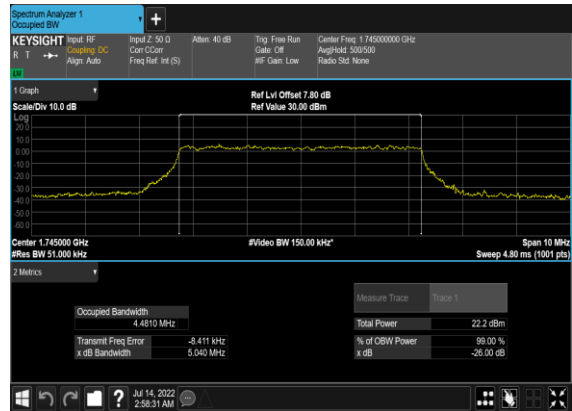 Spectrum Analyzer 1
Occupied BW
+
KEYSIGHT Input: RF Input Z: 50 Ω Atten: 40 dB Trig: Free Run Center Freq: 1.745000000 GHz
R T Coupling: DC Corr CCorr Gate: Off Avg|Hold: 500/500
Align: Auto Freq Ref: Int (S) #IF Gain: Low Radio Std: None
LW
1 Graph
Ref Lvl Offset 7.80 dB
Scale/Div 10.0 dB Ref Value 30.00 dBm
Log
20.0
10.0
0.00
-10.0
-20.0
-30.0
-40.0
-50.0
-60.0
Center 1.745000 GHz #Video BW 150.00 kHz* Span 10 MHz
#Res BW 51.000 kHz Sweep 4.80 ms (1001 pts)
2 Metrics
Measure Trace Trace 1
Occupied Bandwidth
4.4810 MHz Total Power 22.2 dBm
Transmit Freq Error -8.411 kHz % of OBW Power 99.00 %
x dB Bandwidth 5.040 MHz x dB -26.00 dB
? Jul 14, 2022
2:58:31 AM